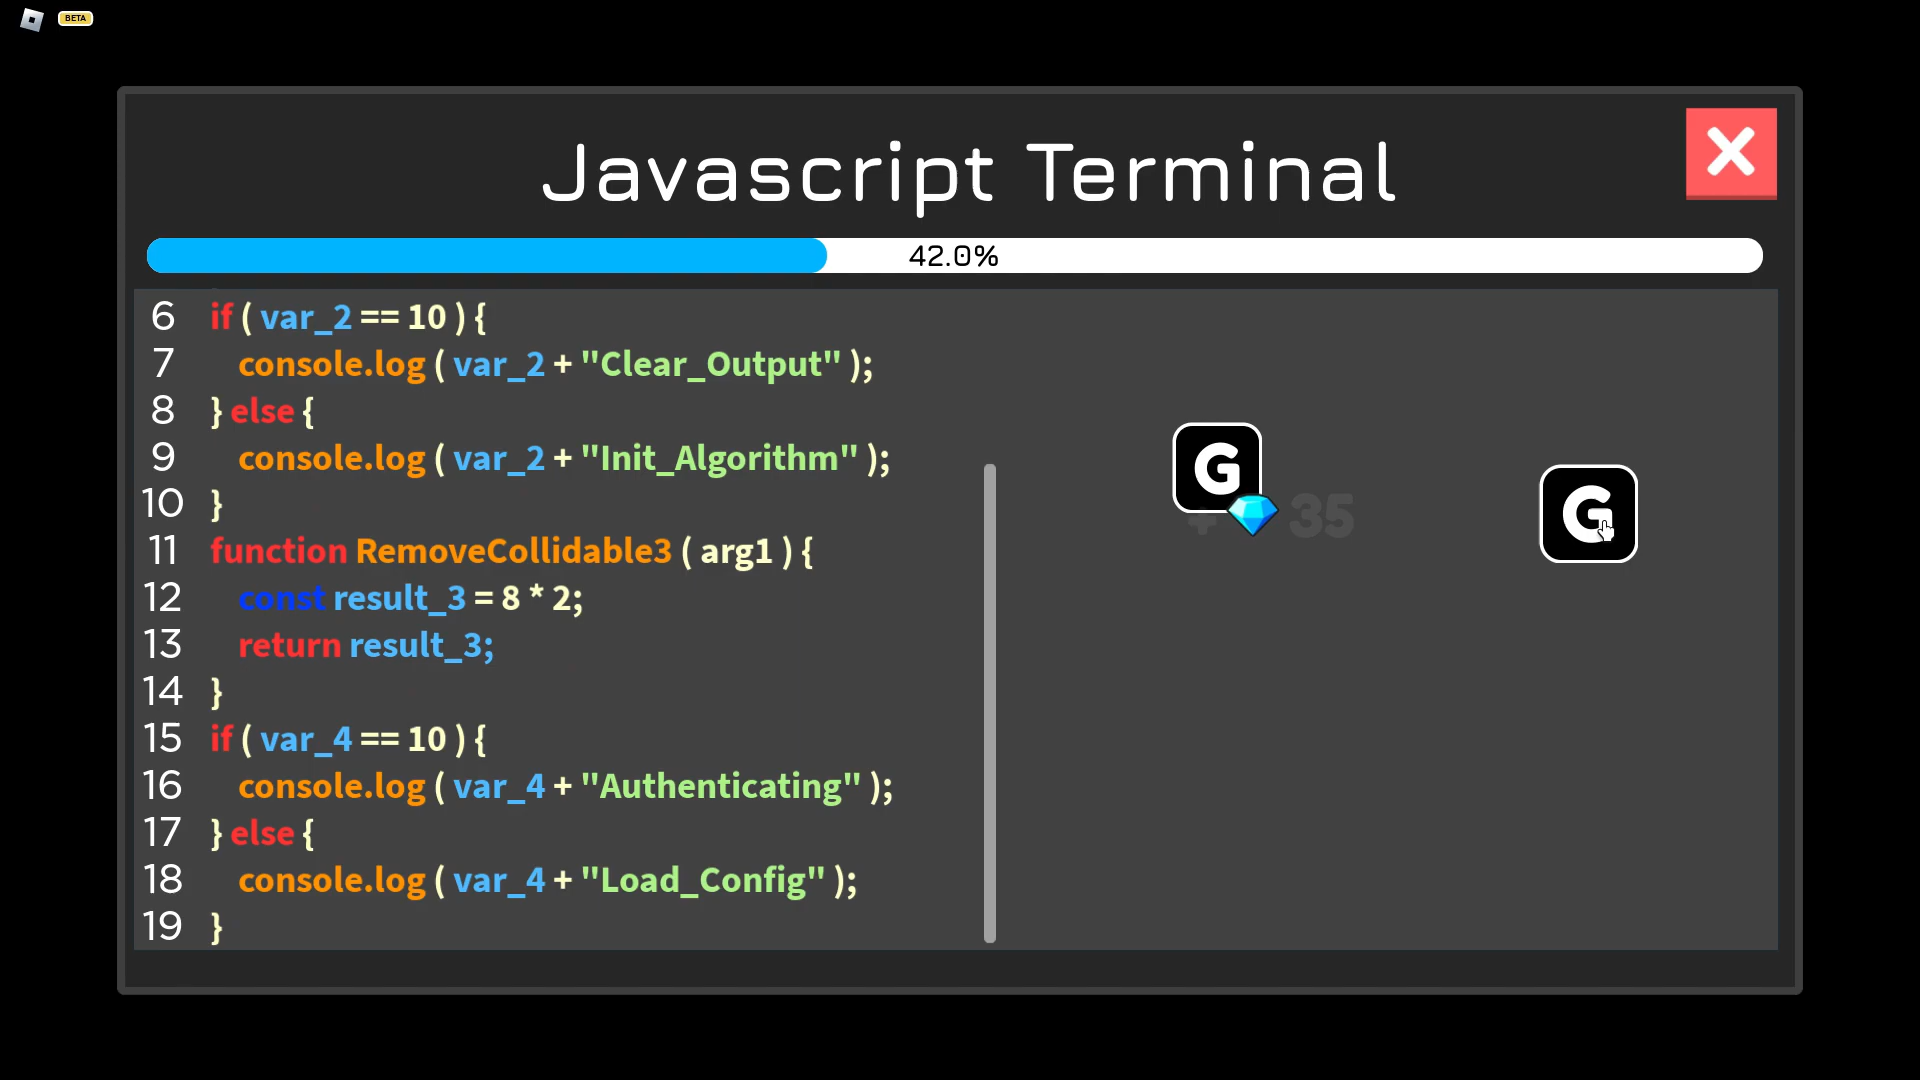 BETA
Javascript Terminal
42.0%
6 if ( var_2 == 10 ) {
7 console.log ( var_2 + "Clear_Output" );
8 } else {
9 console.log ( var_2 + "Init_Algorithm" );
10 }
11 function RemoveCollidable3 ( arg1 ) {
12 const result_3 = 8 * 2;
13 return result_3;
14 }
15 if ( var_4 == 10 ) {
16 console.log ( var_4 + "Authenticating" );
17 } else {
18 console.log ( var_4 + "Load_Config" );
19 }
G
+ 35
G